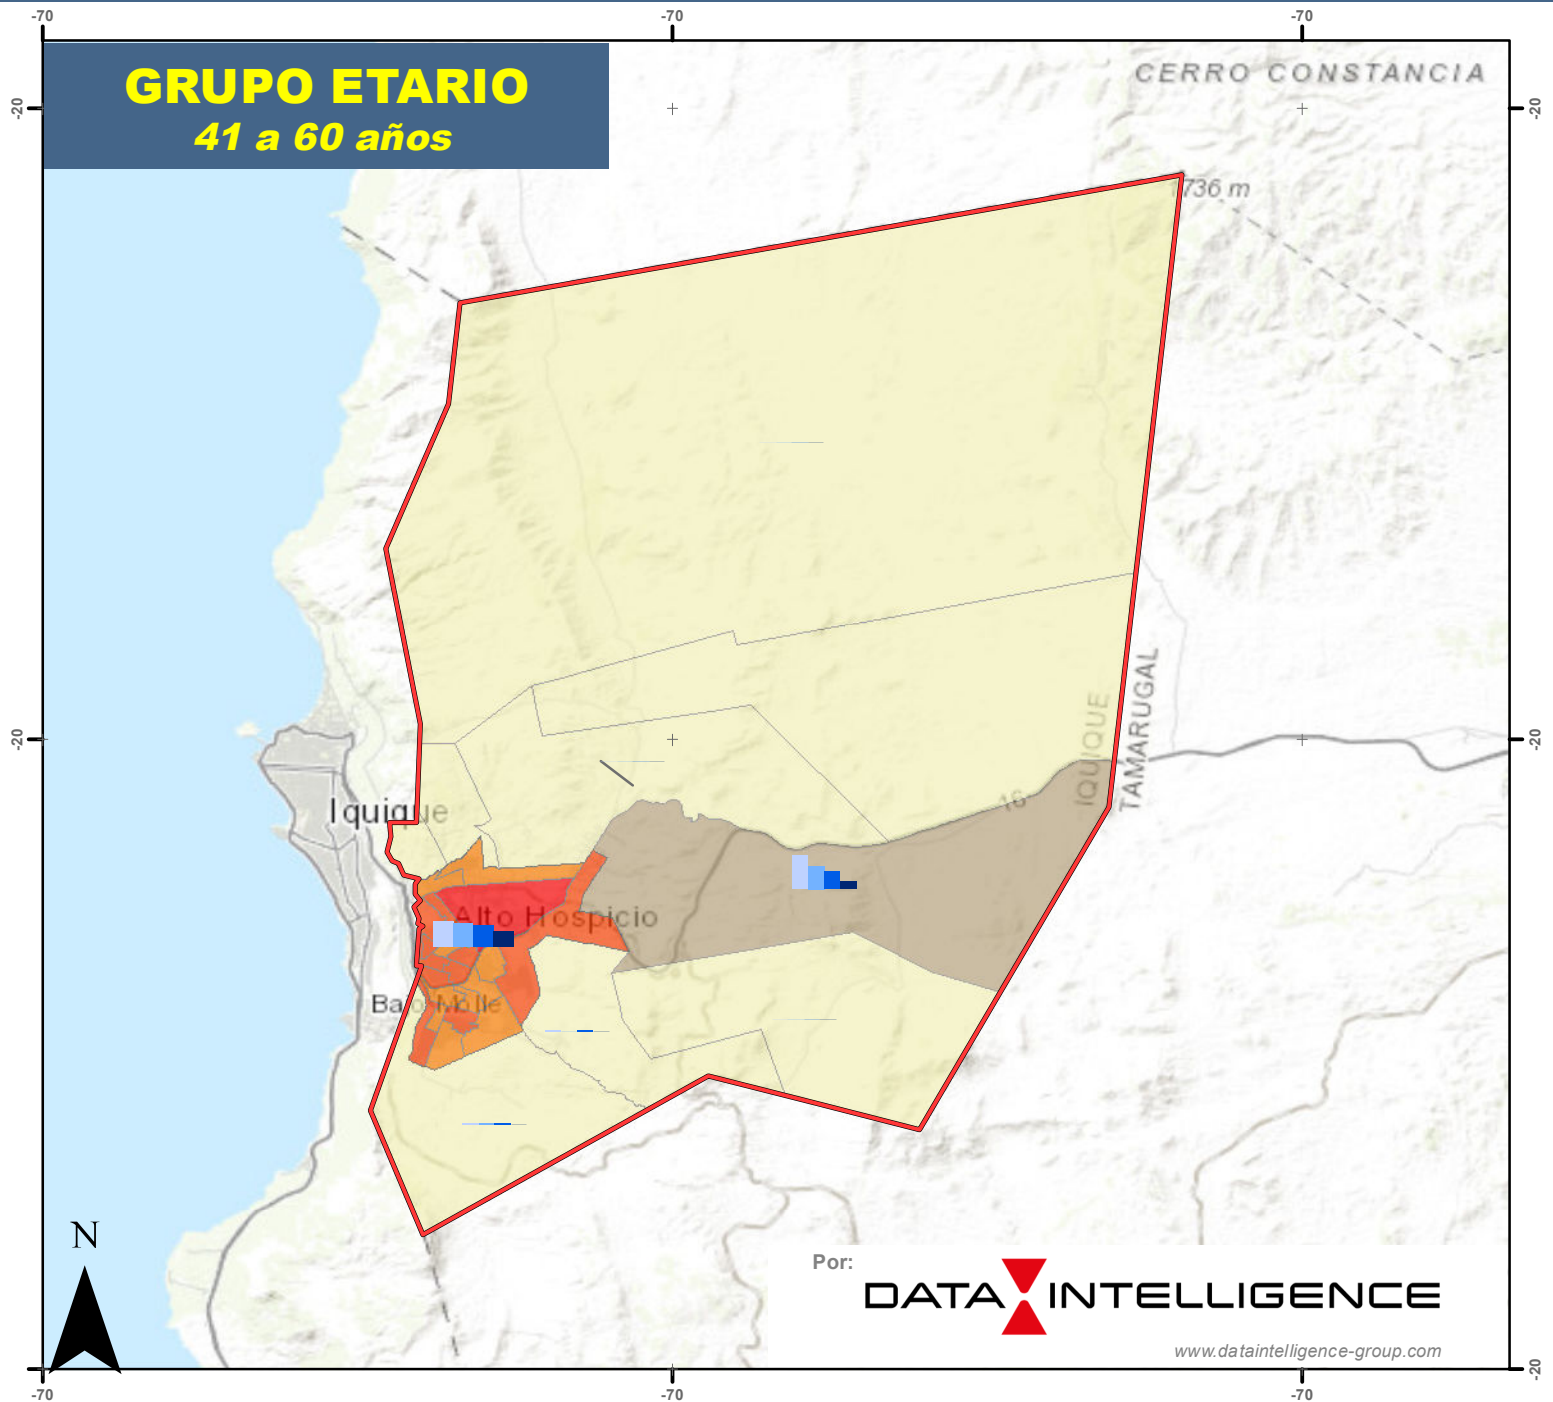 -70
-70
-70
GRUPO ETARIO
41 a 60 años
CERRO CONSTANCIA
-20
-20
1736 m
IQUIQUE
TAMARUGAL
-20
-20
16
Iquique
Alto Hospicio
Bajo Molle
N
Por:
DATA INTELLIGENCE
www.dataintelligence-group.com
-20
-70
-70
-70